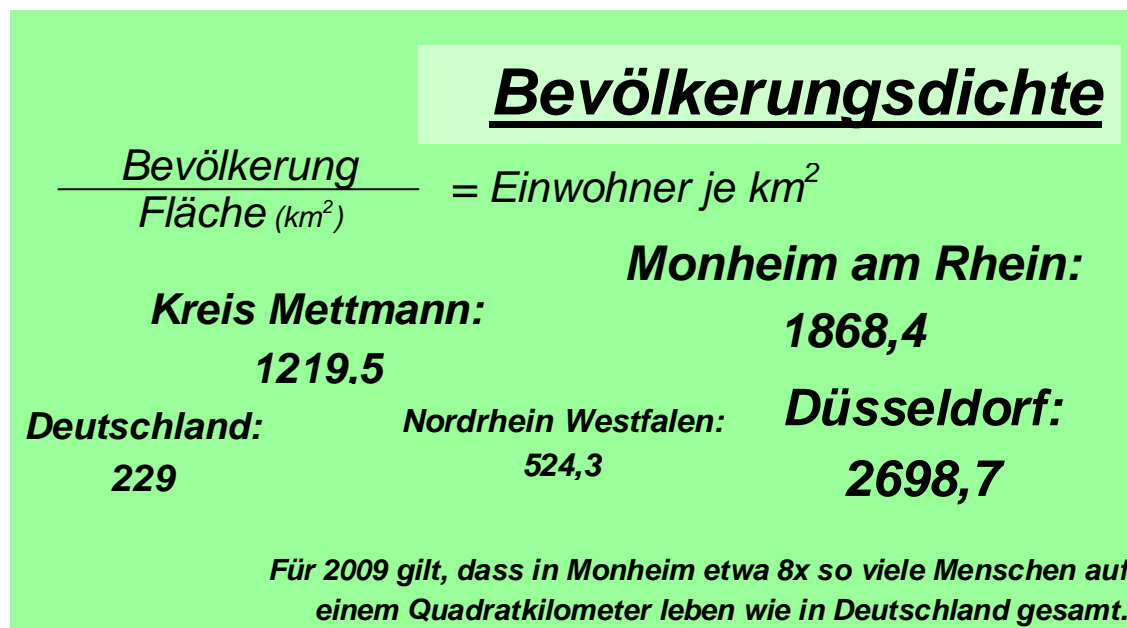 Bevölkerungsdichte
Bevölkerung
Fläche (km²)
= Einwohner je km²
Monheim am Rhein:
1868,4
Kreis Mettmann:
1219.5
Deutschland:
229
Nordrhein Westfalen:
524,3
Düsseldorf:
2698,7
Für 2009 gilt, dass in Monheim etwa 8x so viele Menschen auf
einem Quadratkilometer leben wie in Deutschland gesamt.